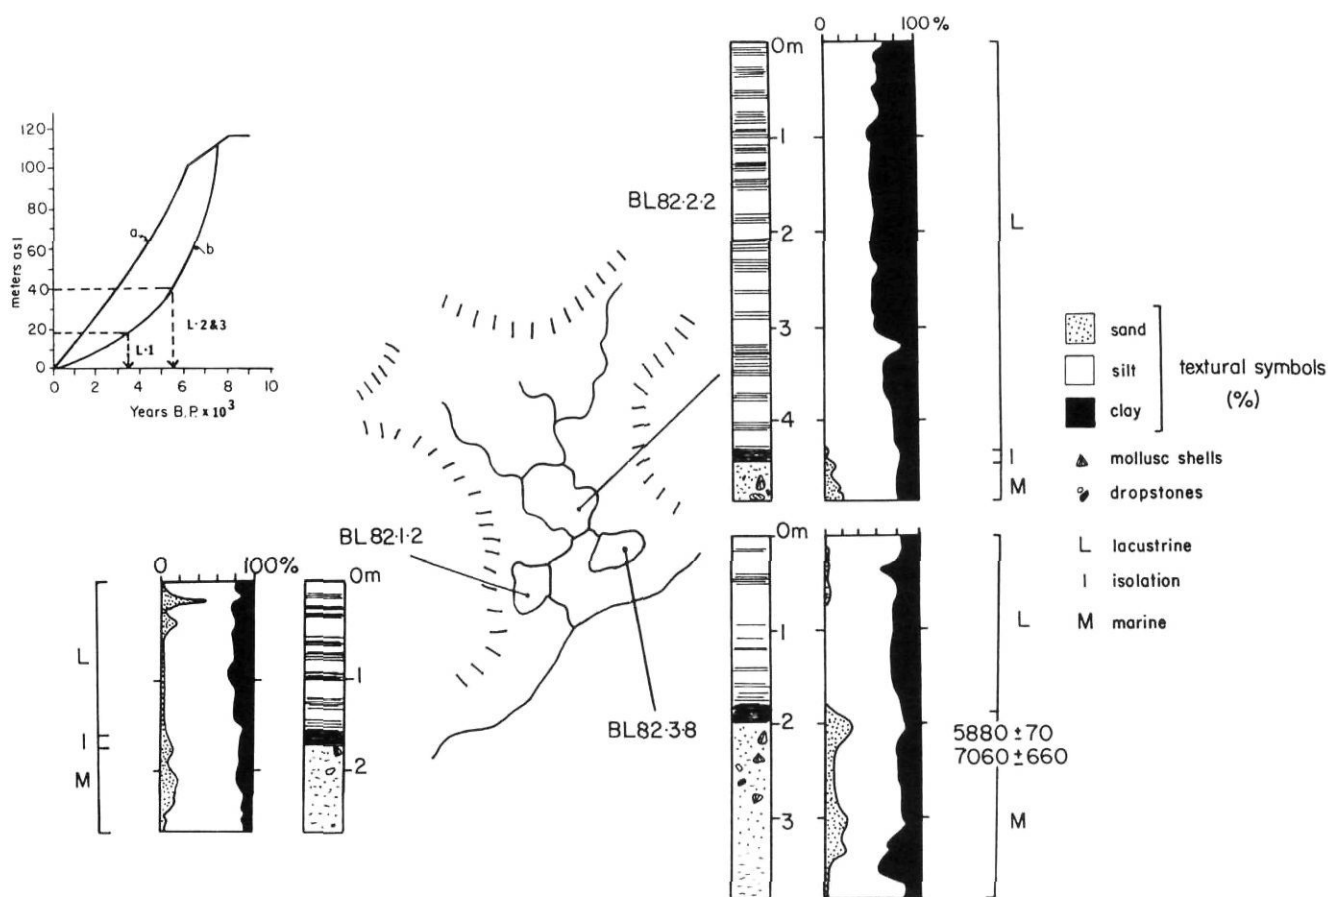 120
100
80
60
40
20
0
meters asl
a
b
L·2&3
L·1
0 2 4 6 8 10
Years B.P. x 10³
BL82·2·2
0 100%
0m
1
2
3
4
L
I
M
sand
silt
clay
textural symbols
(%)
mollusc shells
dropstones
L lacustrine
I isolation
M marine
BL82·1·2
0 100%
0m
1
2
L
I
M
BL82·3·8
0m
1
2
3
L
5880 ±70
7060 ±660
M